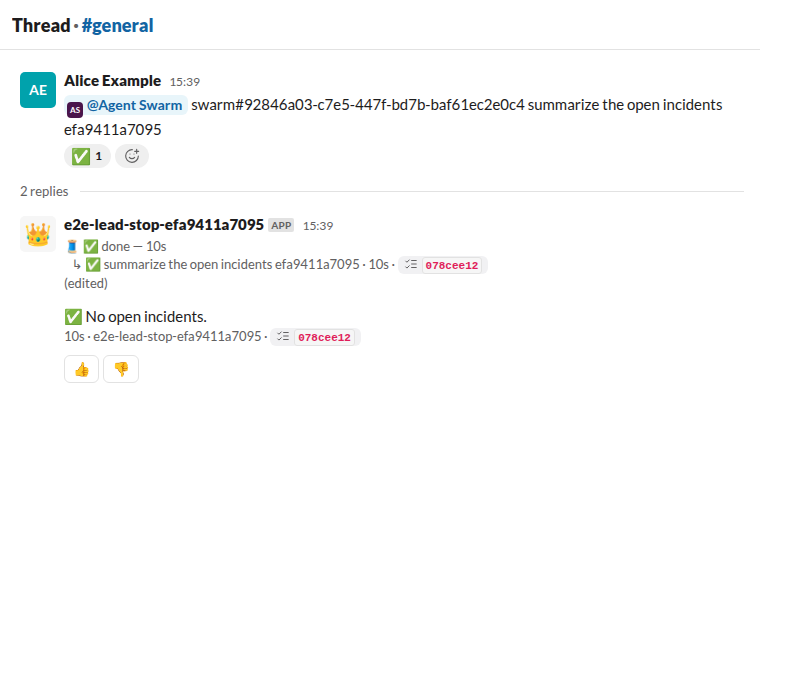 Thread • #general
AE
Alice Example 15:39
AS @Agent Swarm swarm#92846a03-c7e5-447f-bd7b-baf61ec2e0c4 summarize the open incidents
efa9411a7095
✅ 1
2 replies
e2e-lead-stop-efa9411a7095 APP 15:39
🧵 ✅ done — 10s
↳ ✅ summarize the open incidents efa9411a7095 · 10s · 078cee12
(edited)
✅ No open incidents.
10s · e2e-lead-stop-efa9411a7095 · 078cee12
👍 👎